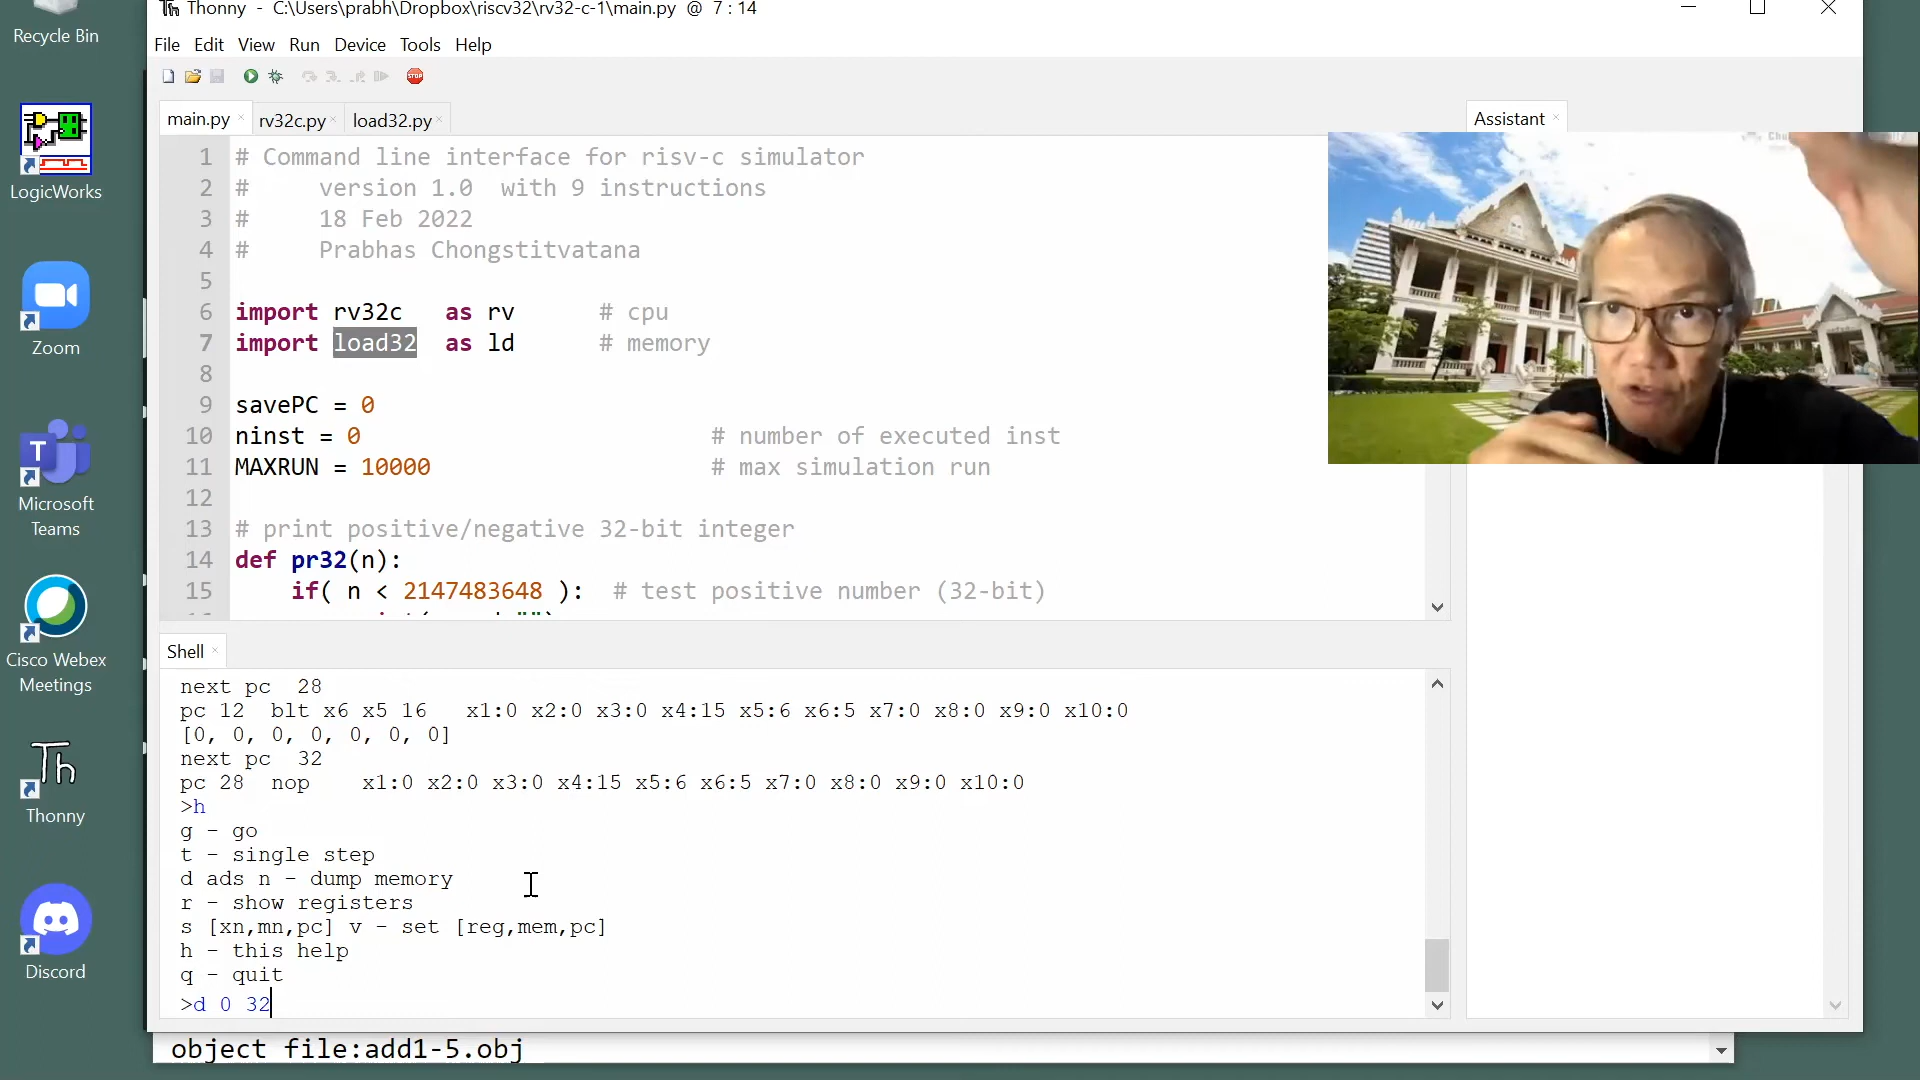 Recycle Bin
LogicWorks
Zoom
Microsoft
Teams
Cisco Webex
Meetings
Thonny
Discord
Thonny - C:\Users\prabh\Dropbox\riscv32\rv32-c-1\main.py @ 7 : 14
File Edit View Run Device Tools Help
STOP
main.py rv32c.py load32.py
1 # Command line interface for risv-c simulator
2 # version 1.0 with 9 instructions
3 # 18 Feb 2022
4 # Prabhas Chongstitvatana
5
6 import rv32c as rv # cpu
7 import load32 as ld # memory
8
9 savePC = 0
10 ninst = 0 # number of executed inst
11 MAXRUN = 10000 # max simulation run
12
13 # print positive/negative 32-bit integer
14 def pr32(n):
15 if( n < 2147483648 ): # test positive number (32-bit)
Shell
next pc 28
pc 12 blt x6 x5 16 x1:0 x2:0 x3:0 x4:15 x5:6 x6:5 x7:0 x8:0 x9:0 x10:0
[0, 0, 0, 0, 0, 0, 0]
next pc 32
pc 28 nop x1:0 x2:0 x3:0 x4:15 x5:6 x6:5 x7:0 x8:0 x9:0 x10:0
>h
g - go
t - single step
d ads n - dump memory
r - show registers
s [xn,mn,pc] v - set [reg,mem,pc]
h - this help
q - quit
>d 0 32
Assistant
object file:add1-5.obj